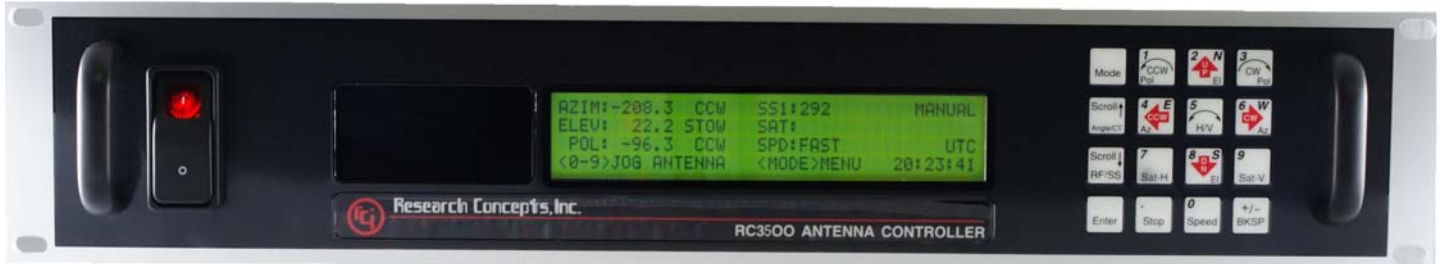 AZIM:-208.3 CCW SS1:292 MANUAL
ELEV: 22.2 STOW SAT:
POL: -96.3 CCW SPD:FAST UTC
<0-9>JOG ANTENNA <MODE>MENU 20:23:41
rci Research Concepts, Inc.
RC3500 ANTENNA CONTROLLER
Mode
1 CCW Pol
2 N UP El
3 CW Pol
Scroll Angle/CT
4 E CCW Az
5 H/V
6 W CW Az
Scroll RF/SS
7 Sat-H
8 S DN El
9 Sat-V
Enter
. Stop
0 Speed
+/- BKSP